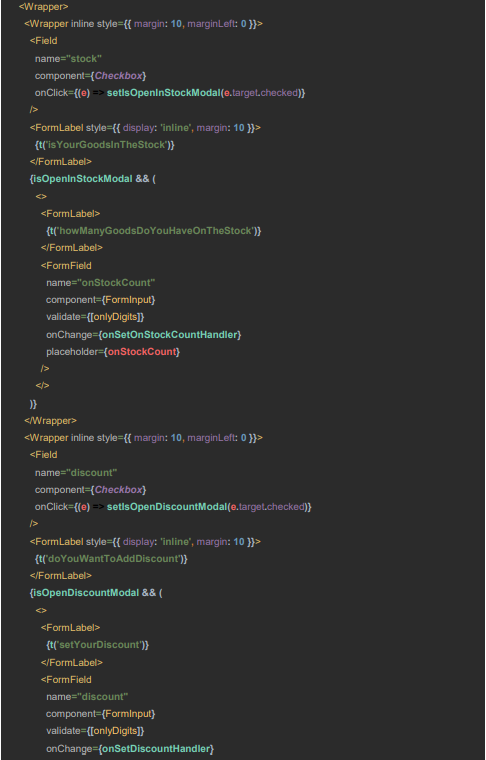 <Wrapper>
<Wrapper inline style={{ margin: 10, marginLeft: 0 }}>
<Field
name="stock"
component={Checkbox}
onClick={(e) => setIsOpenInStockModal(e.target.checked)}
/>
<FormLabel style={{ display: 'inline', margin: 10 }}>
{t('isYourGoodsInTheStock')}
</FormLabel>
{isOpenInStockModal && (
<>
<FormLabel>
{t('howManyGoodsDoYouHaveOnTheStock')}
</FormLabel>
<FormField
name="onStockCount"
component={FormInput}
validate={[onlyDigits]}
onChange={onSetOnStockCountHandler}
placeholder={onStockCount}
/>
</>
)}
</Wrapper>
<Wrapper inline style={{ margin: 10, marginLeft: 0 }}>
<Field
name="discount"
component={Checkbox}
onClick={(e) => setIsOpenDiscountModal(e.target.checked)}
/>
<FormLabel style={{ display: 'inline', margin: 10 }}>
{t('doYouWantToAddDiscount')}
</FormLabel>
{isOpenDiscountModal && (
<>
<FormLabel>
{t('setYourDiscount')}
</FormLabel>
<FormField
name="discount"
component={FormInput}
validate={[onlyDigits]}
onChange={onSetDiscountHandler}